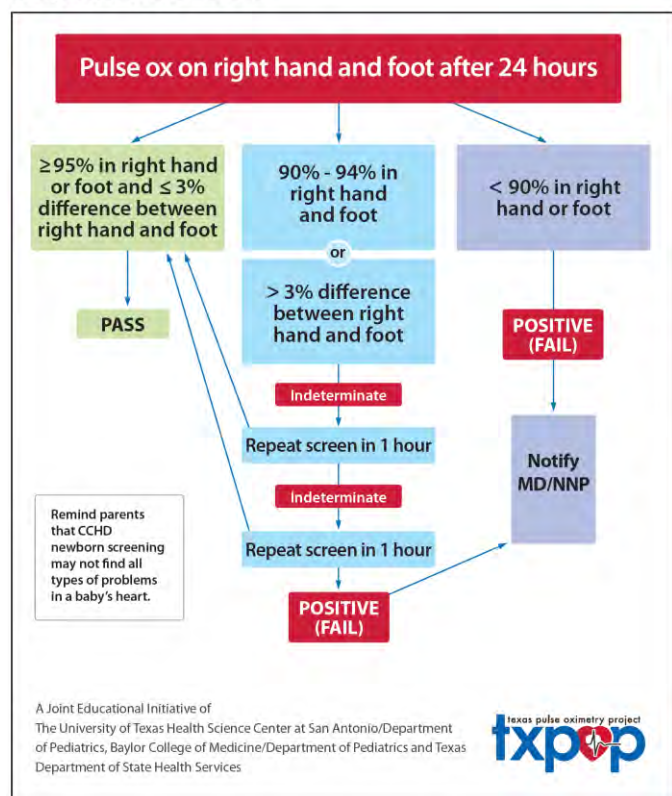 Pulse ox on right hand and foot after 24 hours
≥95% in right hand
or foot and ≤ 3%
difference between
right hand and foot
90% - 94% in
right hand
and foot
< 90% in right
hand or foot
or
> 3% difference
between right
hand and foot
PASS
POSITIVE
(FAIL)
Indeterminate
Repeat screen in 1 hour
Notify
MD/NNP
Indeterminate
Remind parents
that CCHD
newborn screening
may not find all
types of problems
in a baby's heart.
Repeat screen in 1 hour
POSITIVE
(FAIL)
A Joint Educational Initiative of
The University of Texas Health Science Center at San Antonio/Department
of Pediatrics, Baylor College of Medicine/Department of Pediatrics and Texas
Department of State Health Services
texas pulse oximetry project
txpop